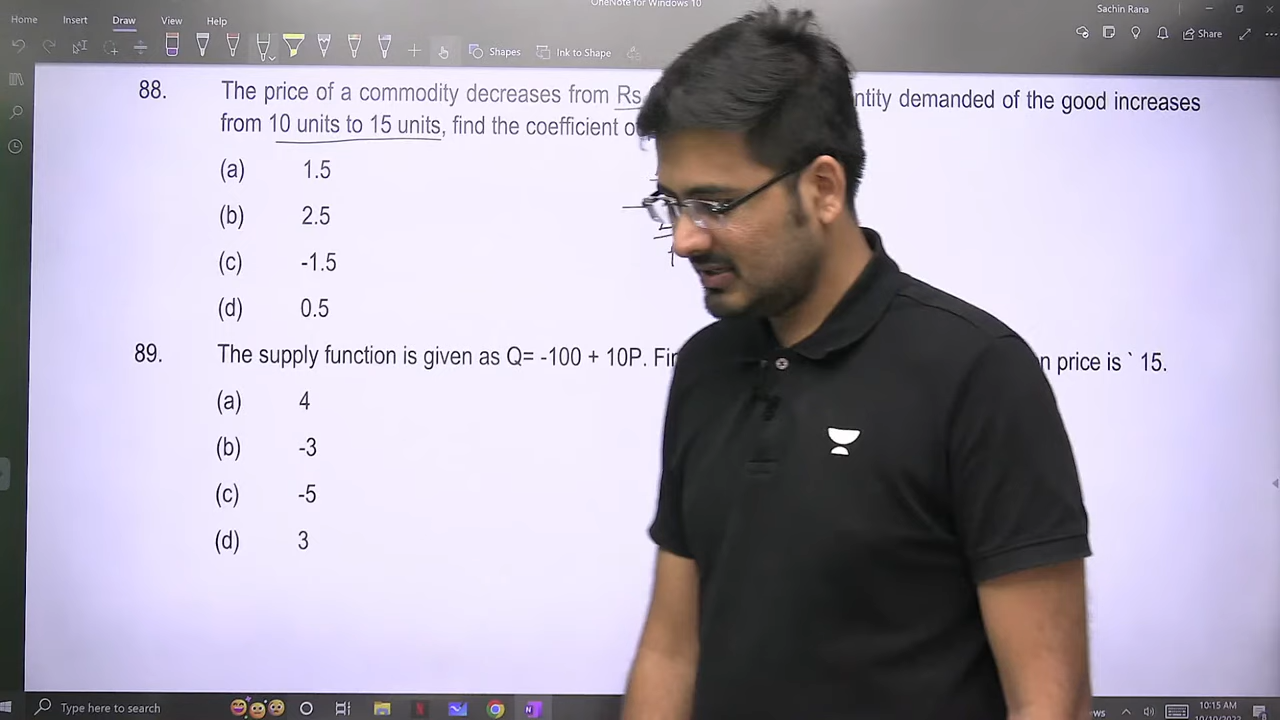 OneNote for Windows 10
Sachin Rana
Home Insert Draw View Help
Shapes Ink to Shape Share
88. The price of a commodity decreases from Rs ntity demanded of the good increases
from 10 units to 15 units, find the coefficient o
(a) 1.5
(b) 2.5
(c) -1.5
(d) 0.5
89. The supply function is given as Q= -100 + 10P. Fin price is ` 15.
(a) 4
(b) -3
(c) -5
(d) 3
Type here to search
ws
10:15 AM